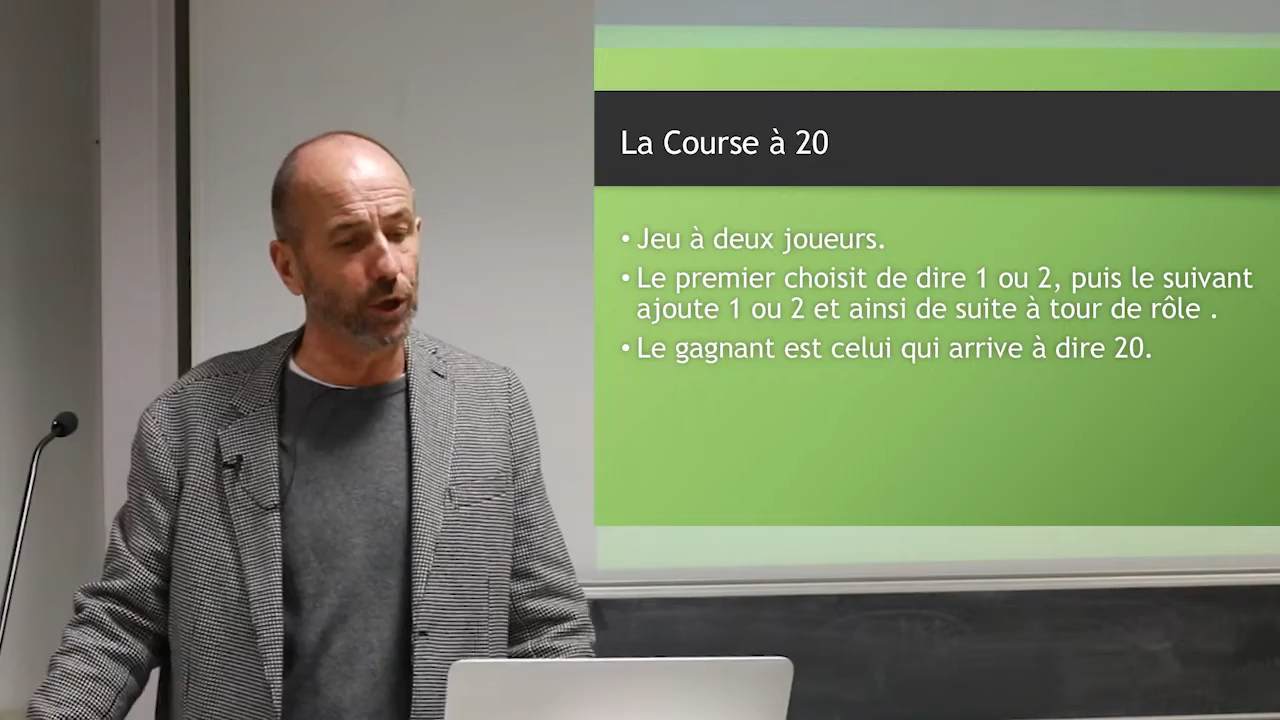 La Course à 20
• Jeu à deux joueurs.
• Le premier choisit de dire 1 ou 2, puis le suivant
ajoute 1 ou 2 et ainsi de suite à tour de rôle .
• Le gagnant est celui qui arrive à dire 20.